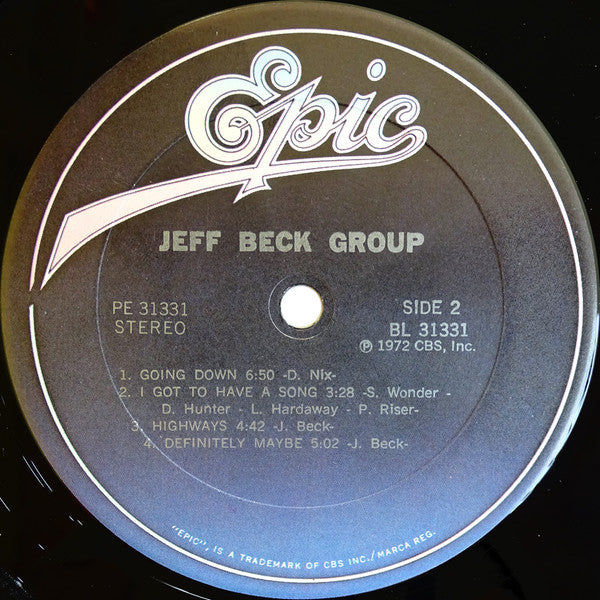 Epic
JEFF BECK GROUP
PE 31331
STEREO
SIDE 2
BL 31331
℗ 1972 CBS, Inc.
1. GOING DOWN 6:50 -D. Nix-
2. I GOT TO HAVE A SONG 3:28 -S. Wonder -
D. Hunter - L. Hardaway - P. Riser-
3. HIGHWAYS 4:42 -J. Beck-
4. DEFINITELY MAYBE 5:02 -J. Beck-
"EPIC", IS A TRADEMARK OF CBS INC./MARCA REG.